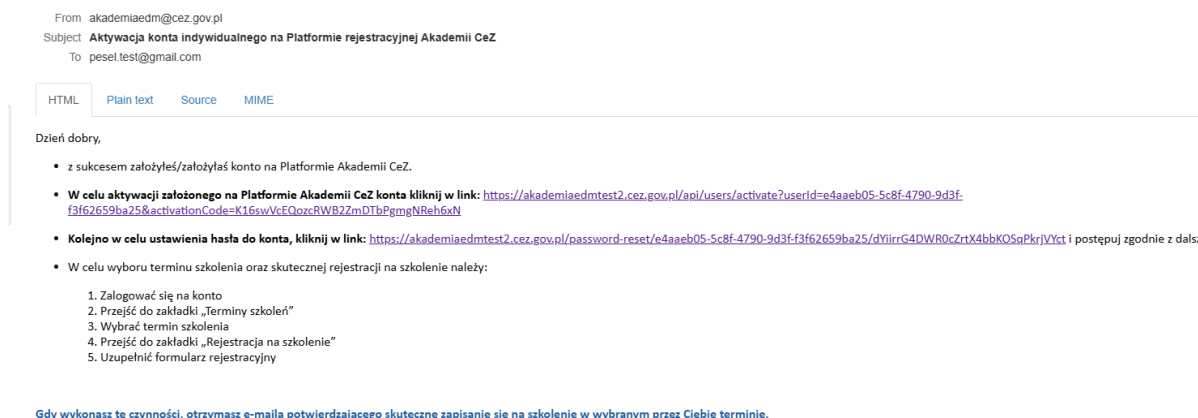 From akademiaedm@cez.gov.pl
Subject Aktywacja konta indywidualnego na Platformie rejestracyjnej Akademii CeZ
To pesel.test@gmail.com
HTML Plain text Source MIME
Dzień dobry,
• z sukcesem założyłeś/założyłaś konto na Platformie Akademii CeZ.
• W celu aktywacji założonego na Platformie Akademii CeZ konta kliknij w link: https://akademiaedmtest2.cez.gov.pl/api/users/activate?userId=e4aaeb05-5c8f-4790-9d3f-
f3f62659ba25&activationCode=K16swVcEQozcRWB2ZmDTbPgmgNReh6xN
• Kolejno w celu ustawienia hasła do konta, kliknij w link: https://akademiaedmtest2.cez.gov.pl/password-reset/e4aaeb05-5c8f-4790-9d3f-f3f62659ba25/dYiirrG4DWR0cZrtX4bbKOSqPkrjVYct i postępuj zgodnie z dalsz
• W celu wyboru terminu szkolenia oraz skutecznej rejestracji na szkolenie należy:
1. Zalogować się na konto
2. Przejść do zakładki „Terminy szkoleń”
3. Wybrać termin szkolenia
4. Przejść do zakładki „Rejestracja na szkolenie”
5. Uzupełnić formularz rejestracyjny
Gdy wykonasz te czynności, otrzymasz e-maila potwierdzającego skuteczne zapisanie się na szkolenie w wybranym przez Ciebie terminie.